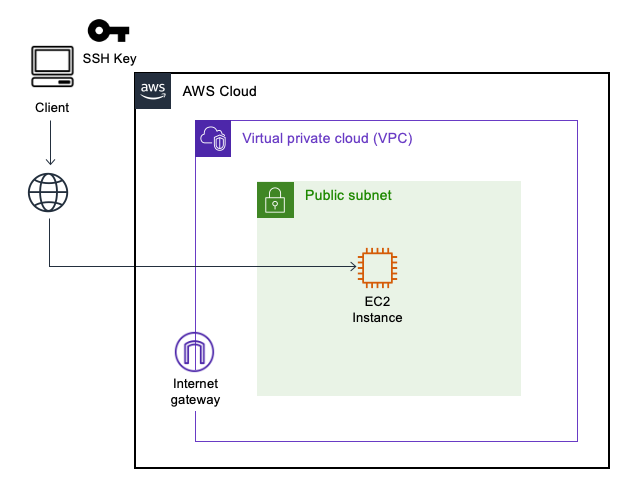 SSH Key
Client
aws
AWS Cloud
Virtual private cloud (VPC)
Public subnet
EC2
Instance
Internet
gateway